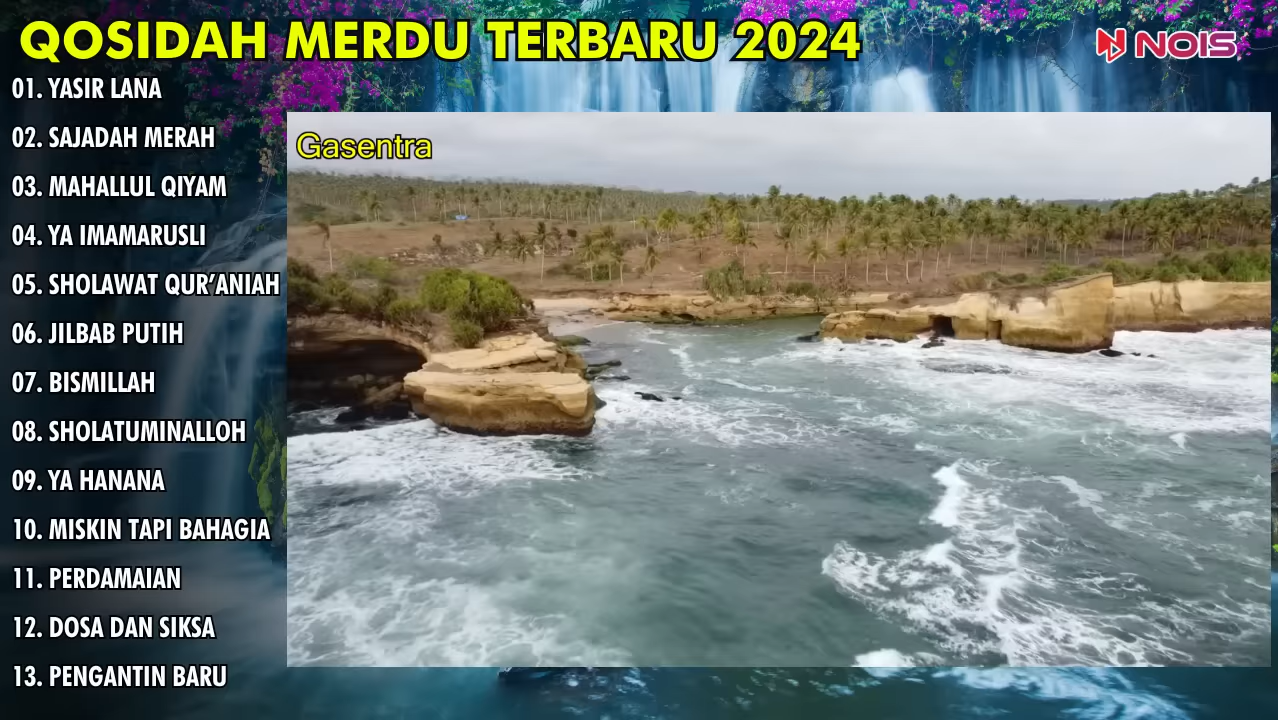 QOSIDAH MERDU TERBARU 2024
NOIS
01. YASIR LANA
02. SAJADAH MERAH
03. MAHALLUL QIYAM
04. YA IMAMARUSLI
05. SHOLAWAT QUR’ANIAH
06. JILBAB PUTIH
07. BISMILLAH
08. SHOLATUMINALLOH
09. YA HANANA
10. MISKIN TAPI BAHAGIA
11. PERDAMAIAN
12. DOSA DAN SIKSA
13. PENGANTIN BARU
Gasentra